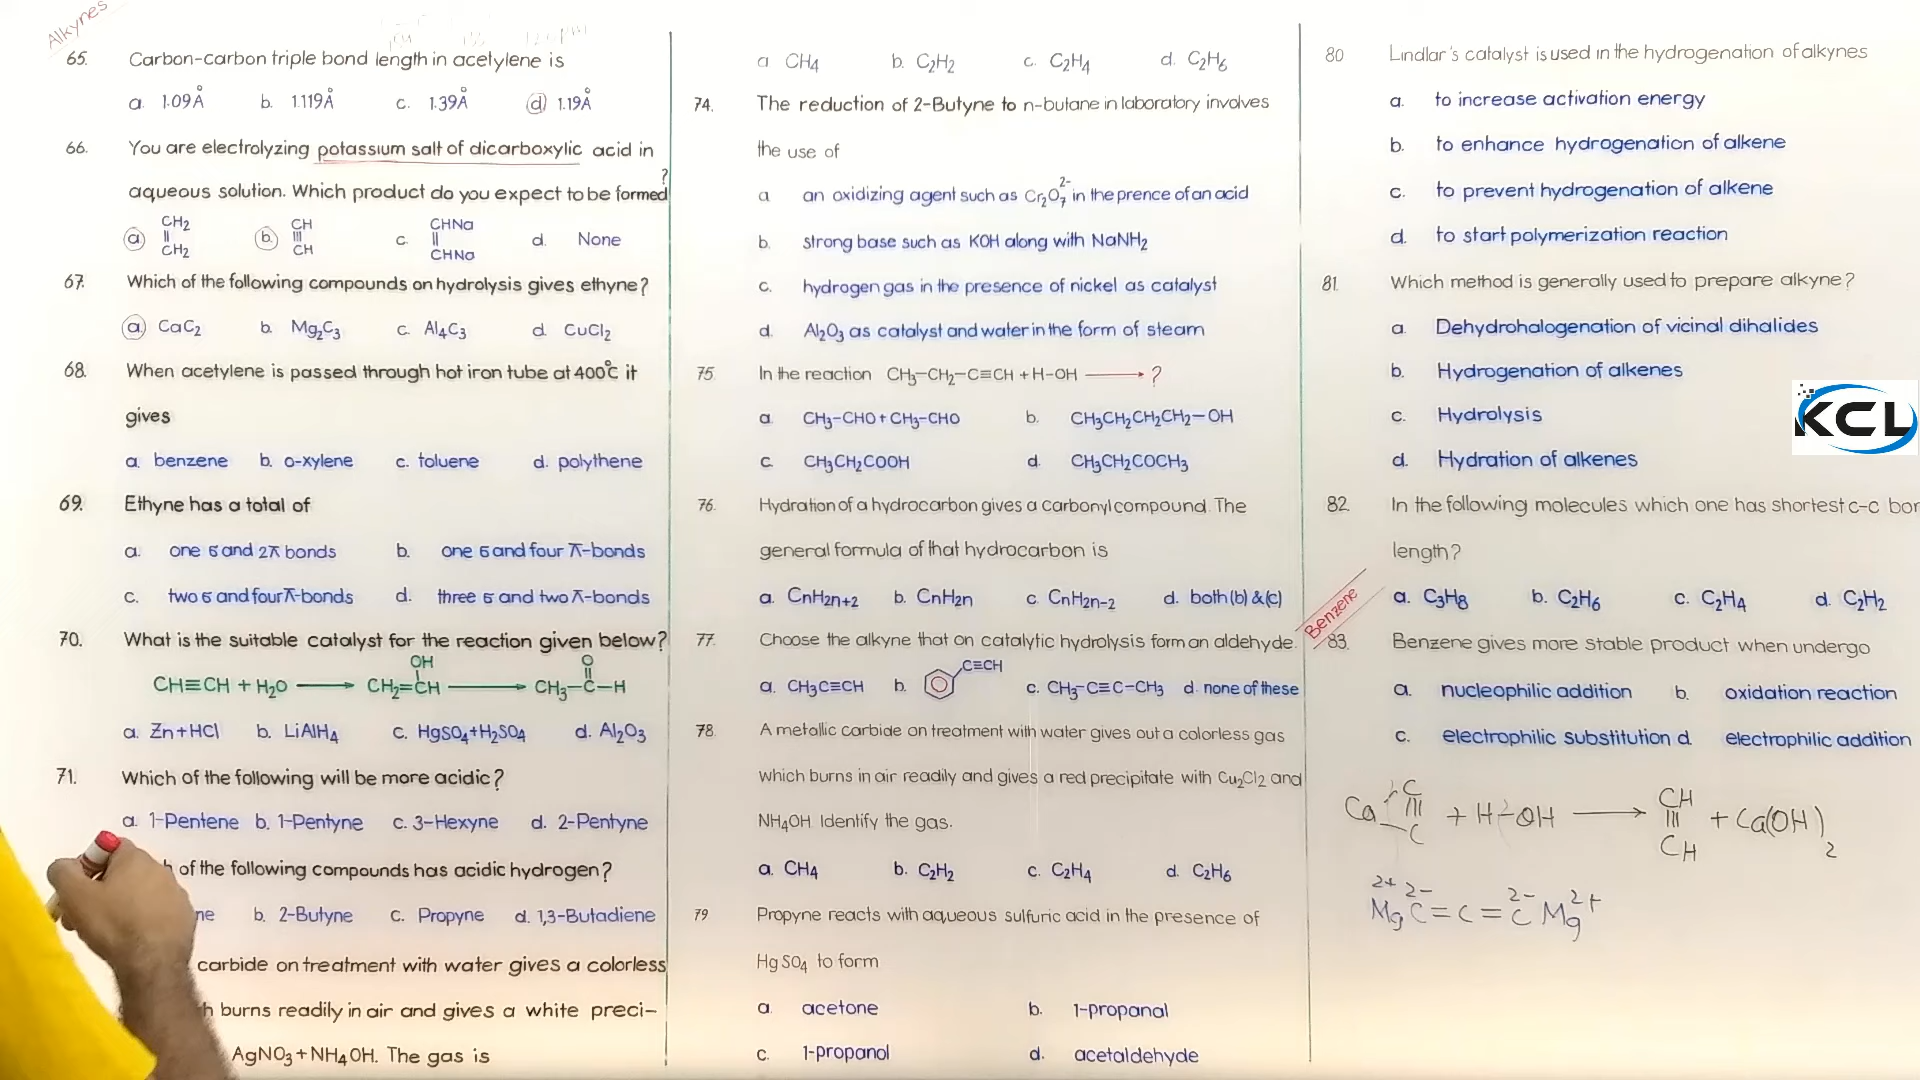 Alkynes
65. Carbon-carbon triple bond length in acetylene is
a. 1.09Å b. 1.119Å c. 1.39Å d) 1.19Å
66. You are electrolyzing potassium salt of dicarboxylic acid in
aqueous solution. Which product do you expect to be formed?
a) CH2=CH2 b) CH≡CH c. CHNa=CHNa d. None
67. Which of the following compounds on hydrolysis gives ethyne?
a) CaC2 b. Mg2C3 c. Al4C3 d. CuCl2
68. When acetylene is passed through hot iron tube at 400°C it
gives
a. benzene b. o-xylene c. toluene d. polythene
69. Ethyne has a total of
a. one σ and 2π bonds b. one σ and four π-bonds
c. two σ and four π-bonds d. three σ and two π-bonds
70. What is the suitable catalyst for the reaction given below?
CH≡CH + H2O ⟶ CH2=CH(OH) ⟶ CH3-C(=O)-H
a. Zn+HCl b. LiAlH4 c. HgSO4+H2SO4 d. Al2O3
71. Which of the following will be more acidic?
a. 1-Pentene b. 1-Pentyne c. 3-Hexyne d. 2-Pentyne
of the following compounds has acidic hydrogen?
ne b. 2-Butyne c. Propyne d. 1,3-Butadiene
carbide on treatment with water gives a colorless
h burns readily in air and gives a white preci-
AgNO3+NH4OH. The gas is
a CH4 b. C2H2 c. C2H4 d. C2H6
74. The reduction of 2-Butyne to n-butane in laboratory involves
the use of
a an oxidizing agent such as Cr2O7 2- in the prence of an acid
b. strong base such as KOH along with NaNH2
c. hydrogen gas in the presence of nickel as catalyst
d. Al2O3 as catalyst and water in the form of steam
75. In the reaction CH3-CH2-C≡CH + H-OH ⟶ ?
a. CH3-CHO + CH3-CHO b. CH3CH2CH2CH2-OH
c. CH3CH2COOH d. CH3CH2COCH3
76. Hydration of a hydrocarbon gives a carbonyl compound. The
general formula of that hydrocarbon is
a. CnH2n+2 b. CnH2n c. CnH2n-2 d. both (b) & (c)
77. Choose the alkyne that on catalytic hydrolysis form an aldehyde.
a. CH3C≡CH b. C≡CH c. CH3-C≡C-CH3 d. none of these
78. A metallic carbide on treatment with water gives out a colorless gas
which burns in air readily and gives a red precipitate with Cu2Cl2 and
NH4OH. Identify the gas.
a. CH4 b. C2H2 c. C2H4 d. C2H6
79 Propyne reacts with aqueous sulfuric acid in the presence of
HgSO4 to form
a. acetone b. 1-propanal
c. 1-propanol d. acetaldehyde
80 Lindlar's catalyst is used in the hydrogenation of alkynes
a. to increase activation energy
b. to enhance hydrogenation of alkene
c. to prevent hydrogenation of alkene
d. to start polymerization reaction
81. Which method is generally used to prepare alkyne?
a. Dehydrohalogenation of vicinal dihalides
b. Hydrogenation of alkenes
c. Hydrolysis
d. Hydration of alkenes
KCL
82. In the following molecules which one has shortest c-c bon
length?
a. C3H8 b. C2H6 c. C2H4 d. C2H2
Benzene
83. Benzene gives more stable product when undergo
a. nucleophilic addition b. oxidation reaction
c. electrophilic substitution d. electrophilic addition
Ca C≡C + H-OH ⟶ CH≡CH + Ca(OH)2
Mg2+ C2-=C=C2- Mg2+